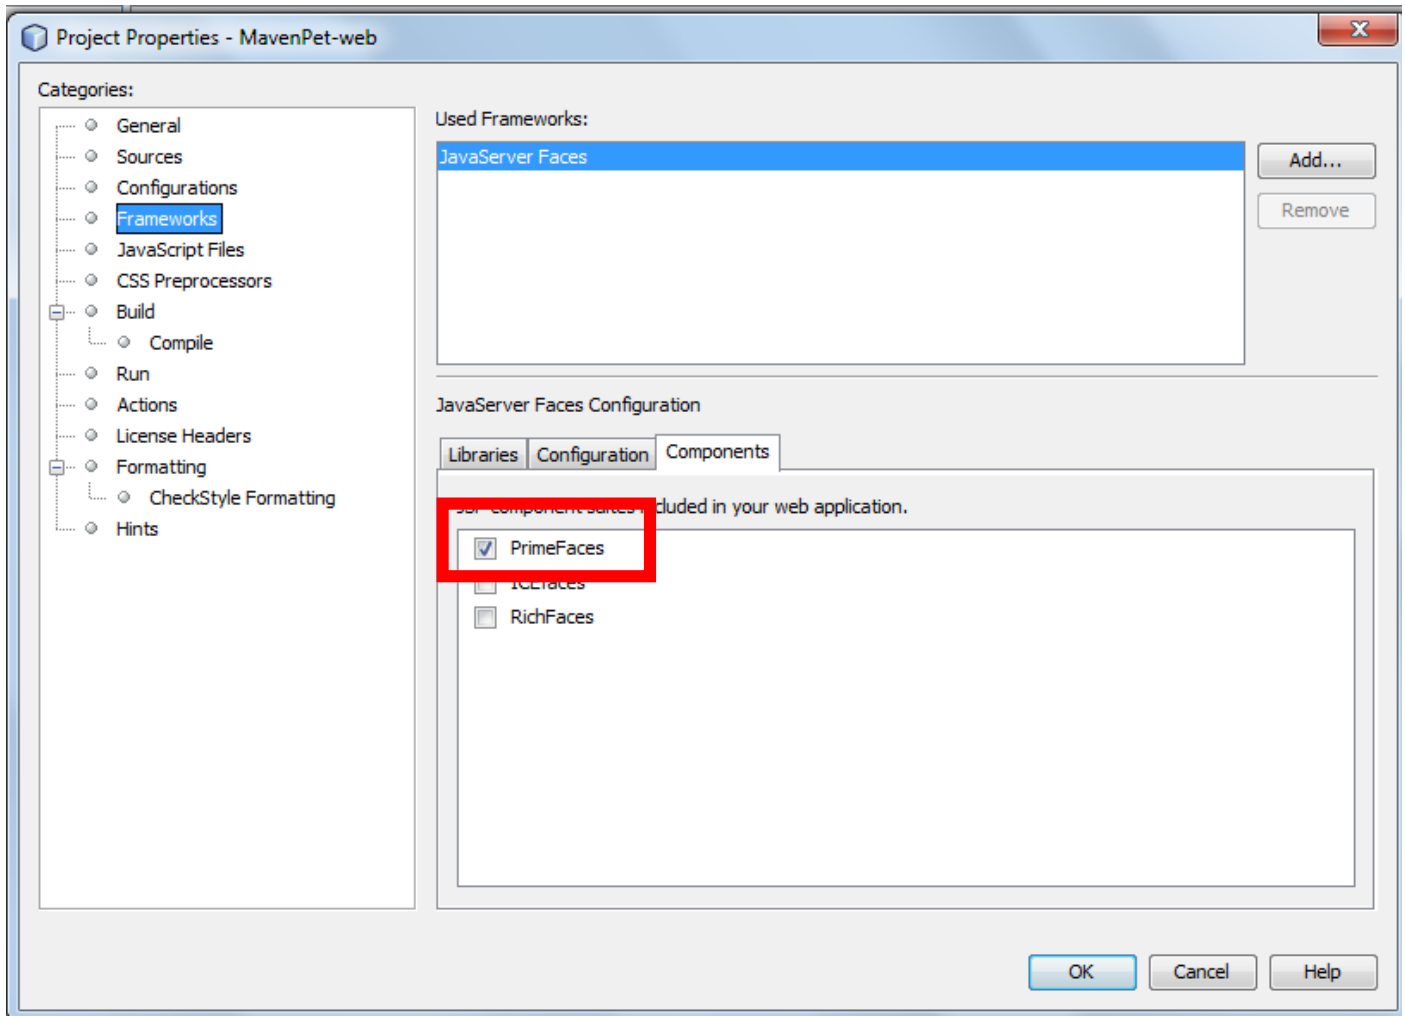 Project Properties - MavenPet-web
Categories:
General
Sources
Configurations
Frameworks
JavaScript Files
CSS Preprocessors
Build
Compile
Run
Actions
License Headers
Formatting
CheckStyle Formatting
Hints
Used Frameworks:
JavaServer Faces
Add...
Remove
JavaServer Faces Configuration
Libraries Configuration Components
in your web application.
PrimeFaces
RichFaces
OK Cancel Help